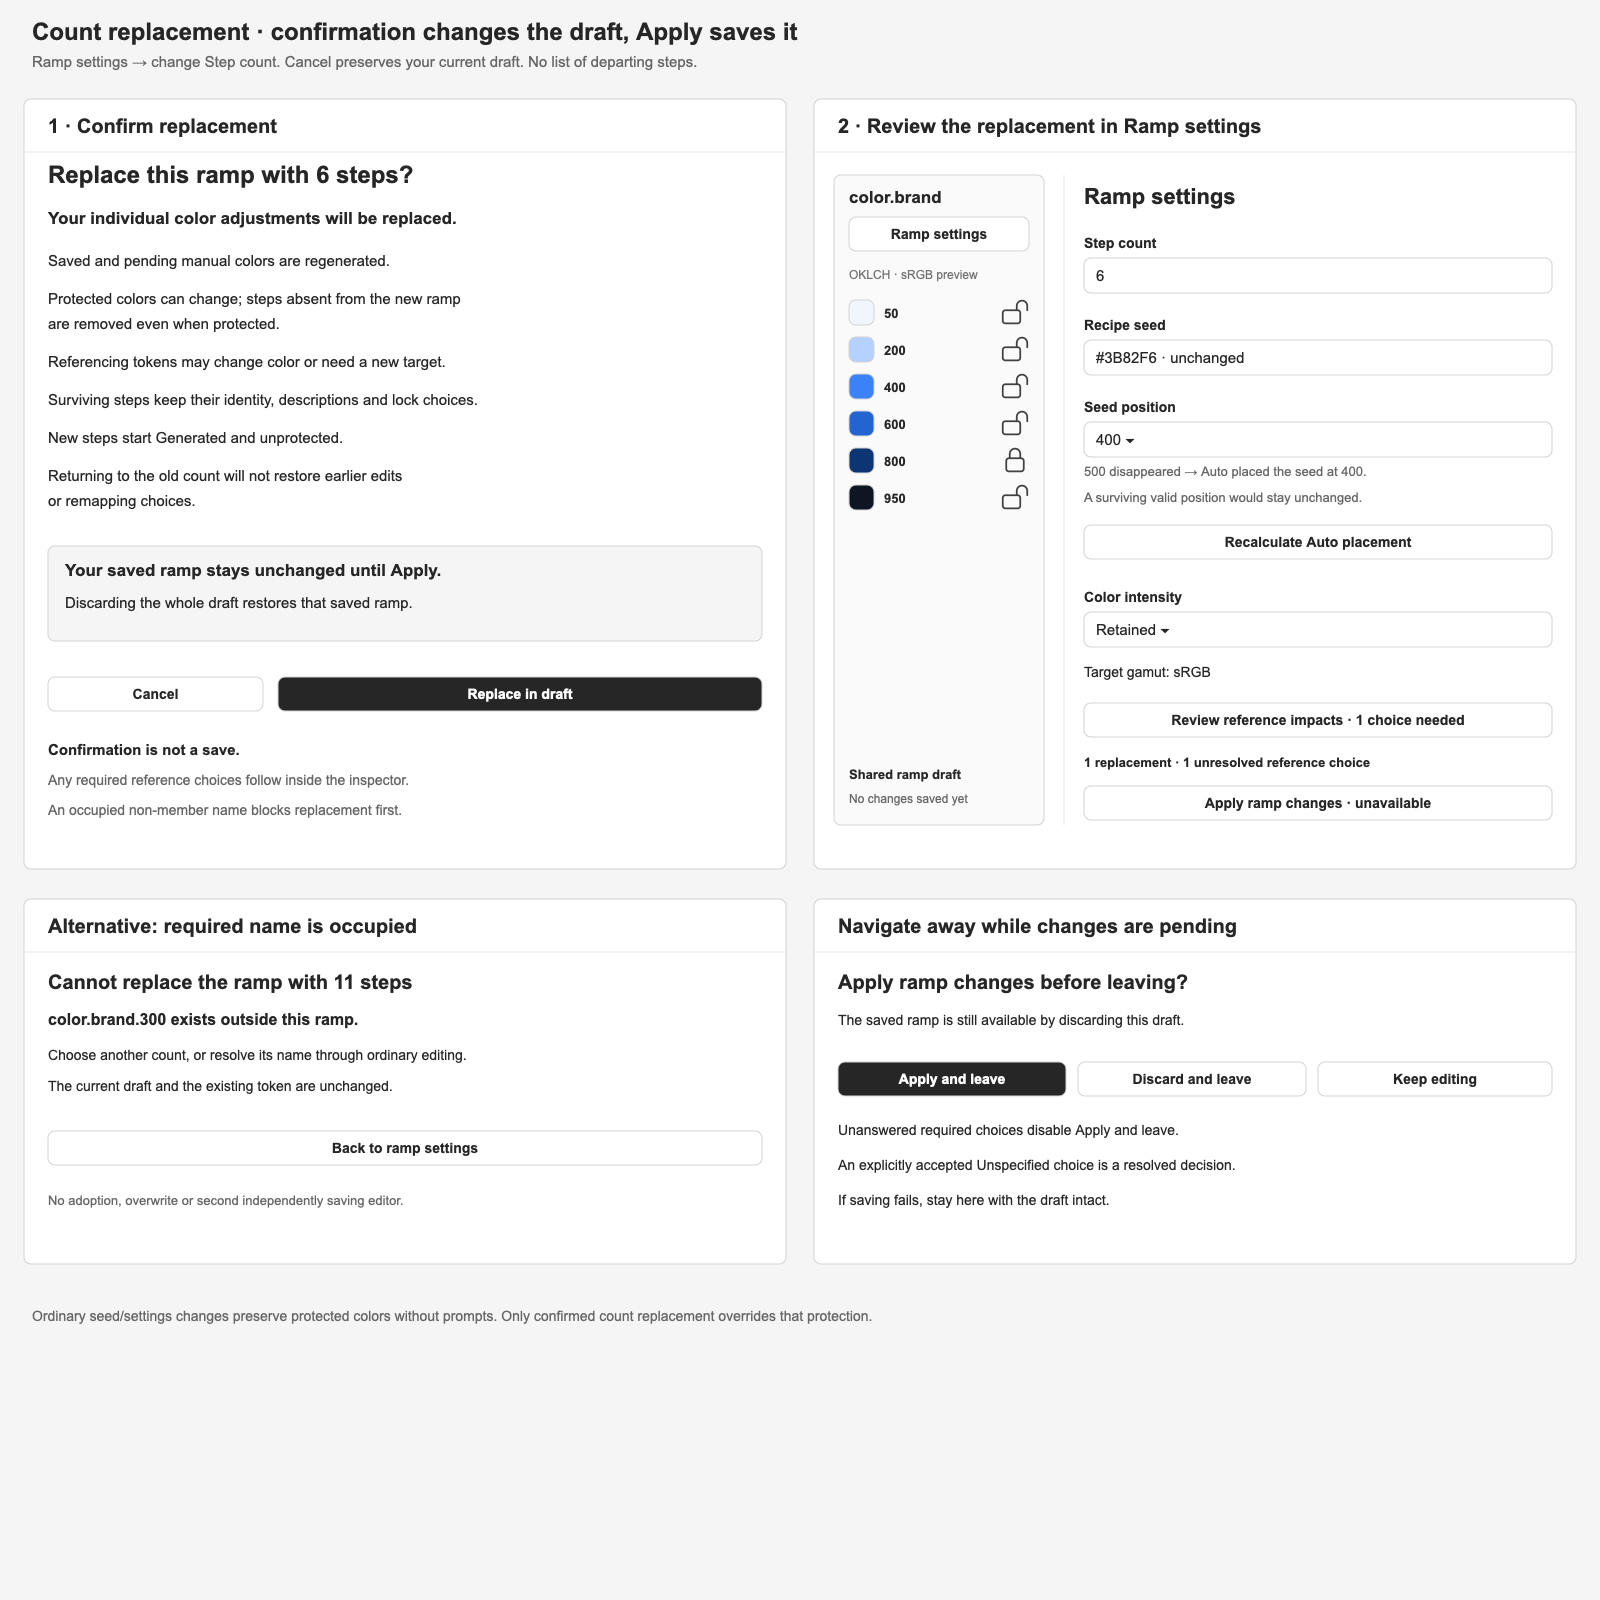 Count replacement · confirmation changes the draft, Apply saves it
Ramp settings → change Step count. Cancel preserves your current draft. No list of departing steps.
1 · Confirm replacement
Replace this ramp with 6 steps?
Your individual color adjustments will be replaced.
Saved and pending manual colors are regenerated.
Protected colors can change; steps absent from the new ramp
are removed even when protected.
Referencing tokens may change color or need a new target.
Surviving steps keep their identity, descriptions and lock choices.
New steps start Generated and unprotected.
Returning to the old count will not restore earlier edits
or remapping choices.
Your saved ramp stays unchanged until Apply.
Discarding the whole draft restores that saved ramp.
Cancel
Replace in draft
Confirmation is not a save.
Any required reference choices follow inside the inspector.
An occupied non-member name blocks replacement first.
2 · Review the replacement in Ramp settings
color.brand
Ramp settings
OKLCH · sRGB preview
50
200
400
600
800
950
Shared ramp draft
No changes saved yet
Ramp settings
Step count
6
Recipe seed
#3B82F6 · unchanged
Seed position
400
500 disappeared → Auto placed the seed at 400.
A surviving valid position would stay unchanged.
Recalculate Auto placement
Color intensity
Retained
Target gamut: sRGB
Review reference impacts · 1 choice needed
1 replacement · 1 unresolved reference choice
Apply ramp changes · unavailable
Alternative: required name is occupied
Cannot replace the ramp with 11 steps
color.brand.300 exists outside this ramp.
Choose another count, or resolve its name through ordinary editing.
The current draft and the existing token are unchanged.
Back to ramp settings
No adoption, overwrite or second independently saving editor.
Navigate away while changes are pending
Apply ramp changes before leaving?
The saved ramp is still available by discarding this draft.
Apply and leave
Discard and leave
Keep editing
Unanswered required choices disable Apply and leave.
An explicitly accepted Unspecified choice is a resolved decision.
If saving fails, stay here with the draft intact.
Ordinary seed/settings changes preserve protected colors without prompts. Only confirmed count replacement overrides that protection.